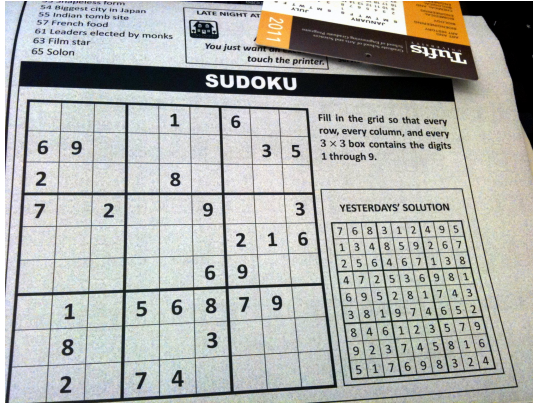 Shapeless form
54 Biggest city in Japan
55 Indian tomb site
57 French food
61 Leaders elected by monks
63 Film star
65 Solon
LATE NIGHT AT
You just want
touch the printer.
2011
JANUARY
Tufts
UNIVERSITY
SUDOKU
1 6
6 9 3 5
2 8
7 2 9 3
2 1 6
6 9
1 5 6 8 7 9
8 3
2 7 4
Fill in the grid so that every
row, every column, and every
3 × 3 box contains the digits
1 through 9.
YESTERDAYS' SOLUTION
7 6 8 3 1 2 4 9 5
1 3 4 8 5 9 2 6 7
2 5 9 4 6 7 1 3 8
4 7 2 5 3 6 9 8 1
6 9 5 2 8 1 7 4 3
3 8 1 9 7 4 6 5 2
8 4 6 1 2 3 5 7 9
9 2 3 7 4 5 8 1 6
5 1 7 6 9 8 3 2 4